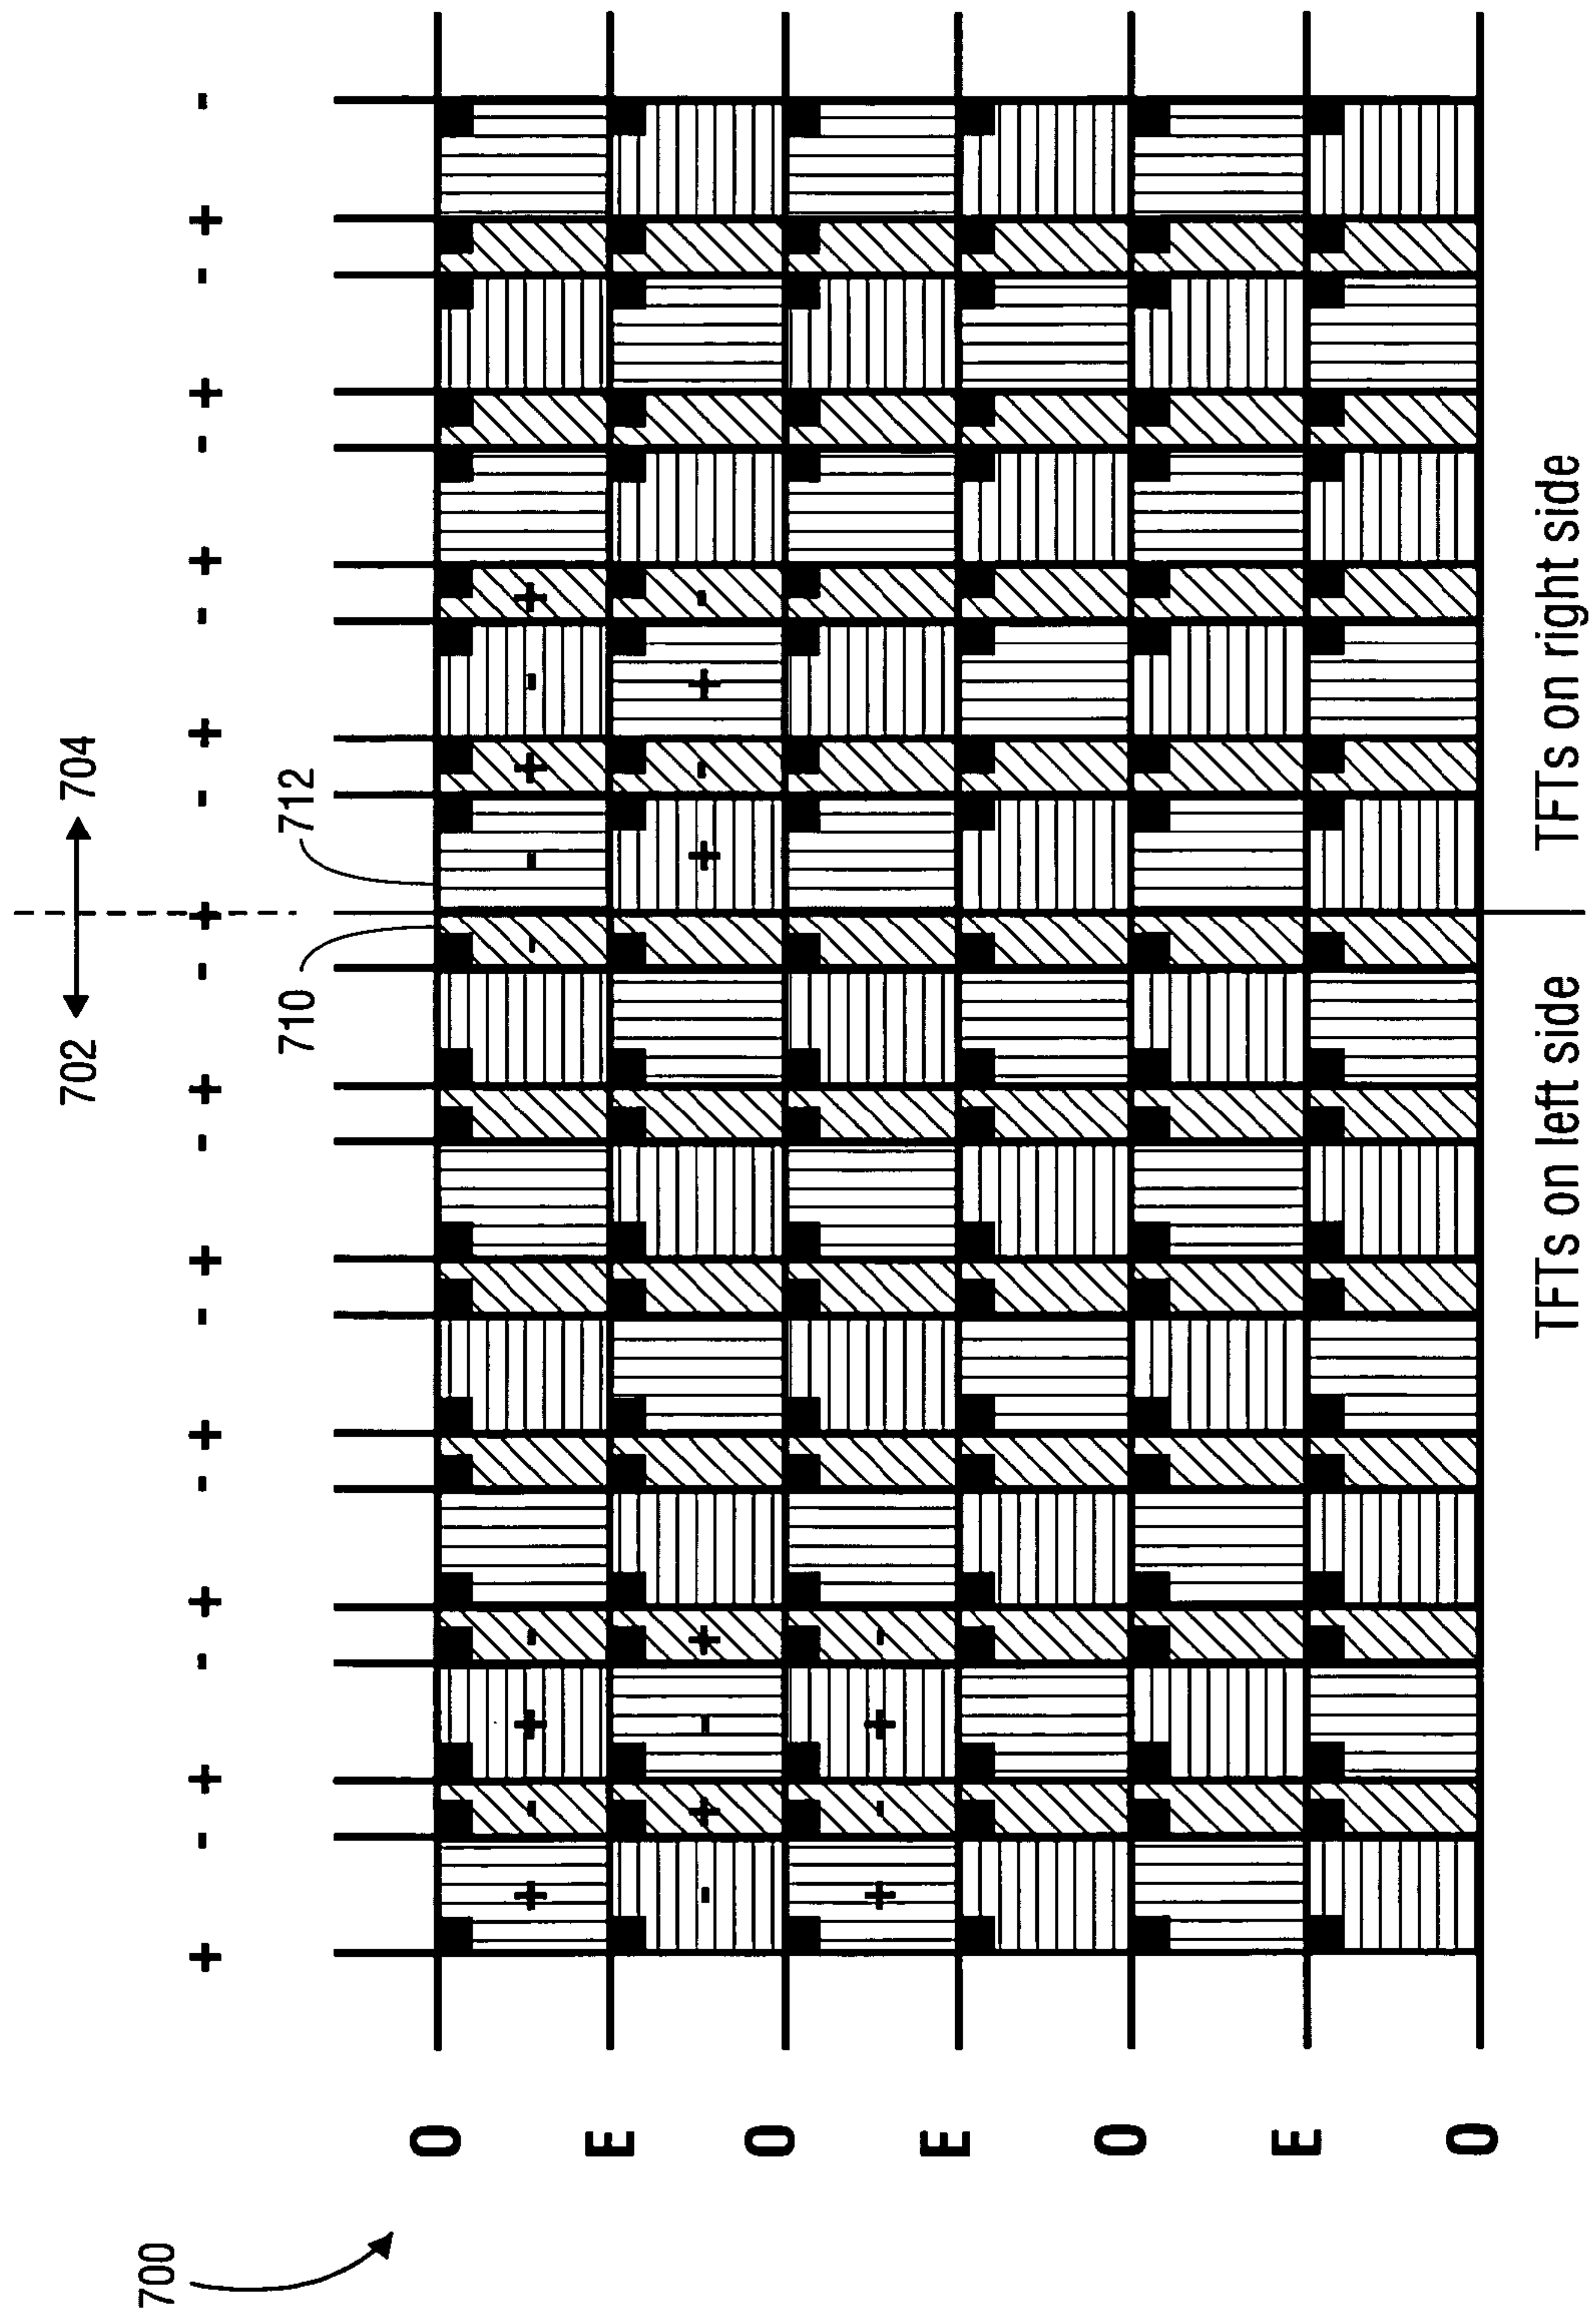 702 704
700
+ - + - + - + - + - + - + - + - + - + - + -
710 712
O
+ - + - - - + - +
E
- + - + + - + -
O
+ - + -
E
O
E
O
TFTs on left side TFTs on right side